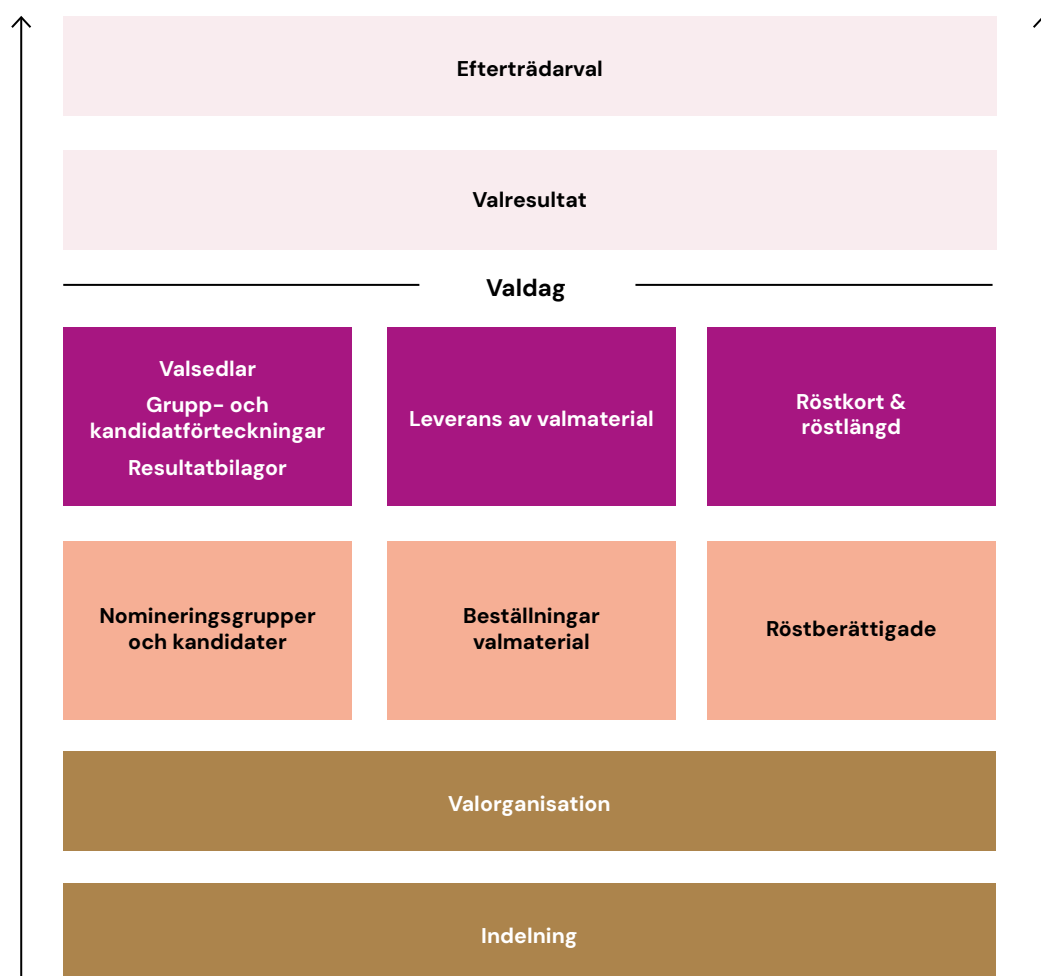 Efterträdarval
Valresultat
Valdag
Valsedlar
Grupp- och
kandidatförteckningar
Resultatbilagor
Leverans av valmaterial
Röstkort &
röstlängd
Nomineringsgrupper
och kandidater
Beställningar
valmaterial
Röstberättigade
Valorganisation
Indelning